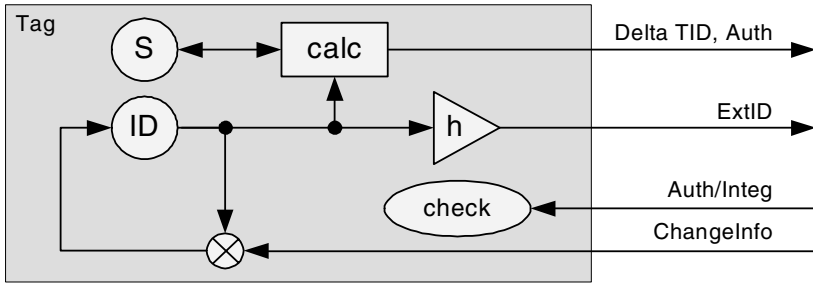 Tag
S
calc
Delta TID, Auth
ID
h
ExtID
check
Auth/Integ
ChangeInfo